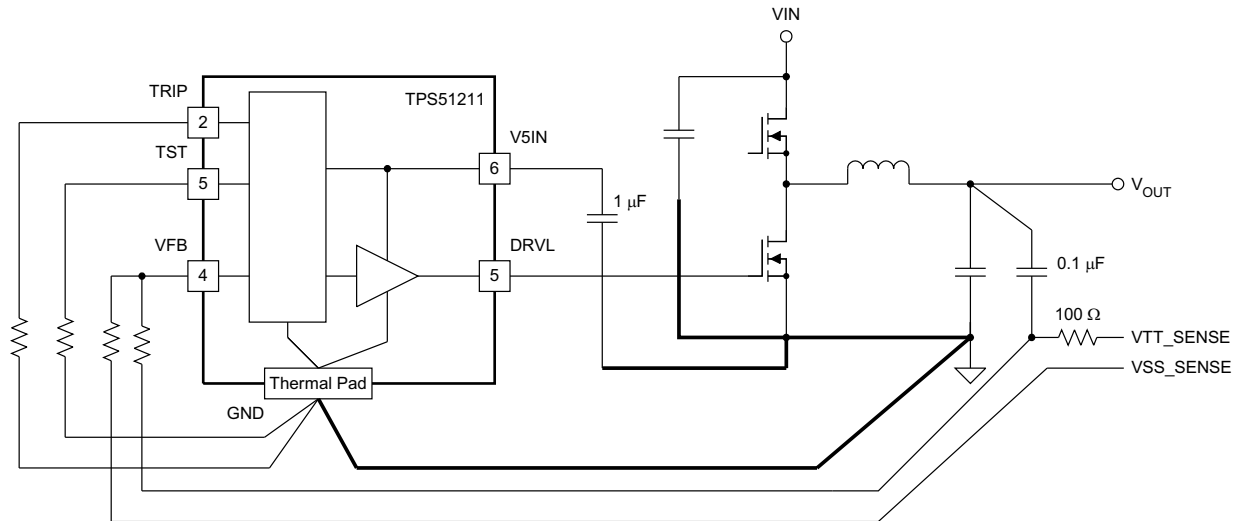 VIN
TRIP
TPS51211
2
V5IN
TST
6
5
1 μF
V_OUT
VFB
DRVL
4
5
0.1 μF
100 Ω
VTT_SENSE
VSS_SENSE
Thermal Pad
GND